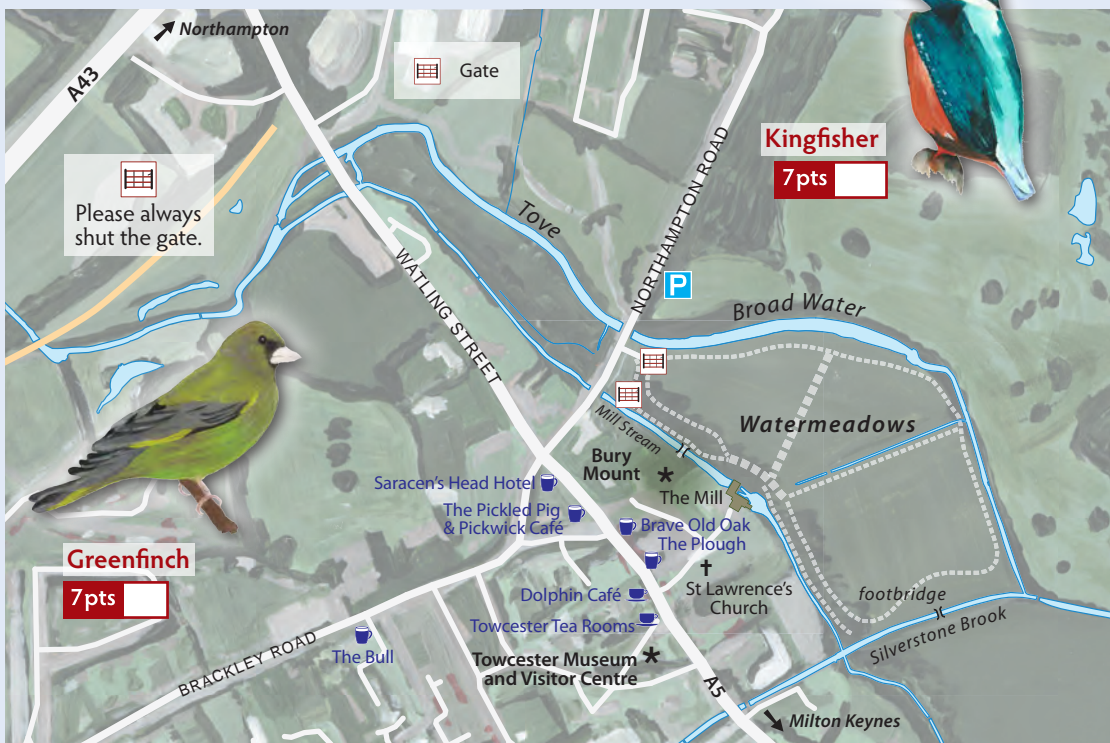 Northampton
A43
Gate
Please always
shut the gate.
Kingfisher
7pts
Tove
NORTHAMPTON ROAD
P
WATLING STREET
Broad Water
Watermeadows
Mill Stream
Bury
Mount
The Mill
Saracen's Head Hotel
The Pickled Pig
& Pickwick Café
Brave Old Oak
The Plough
Greenfinch
7pts
St Lawrence's
Church
Dolphin Café
Towcester Tea Rooms
footbridge
Silverstone Brook
The Bull
BRACKLEY ROAD
Towcester Museum
and Visitor Centre
A5
Milton Keynes